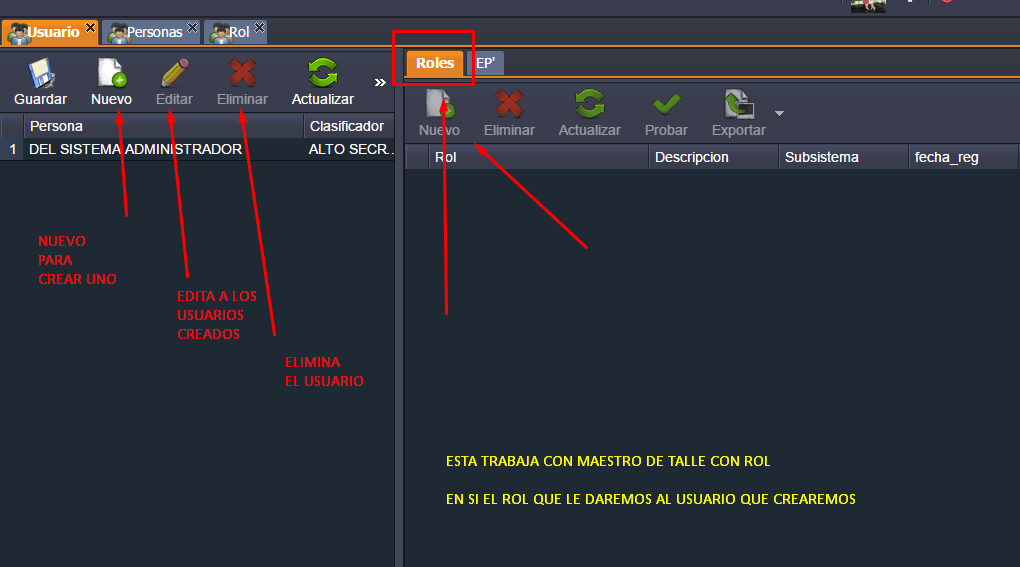 Usuario Personas Rol
Guardar Nuevo Editar Eliminar Actualizar »
Persona Clasificador
1 DEL SISTEMA ADMINISTRADOR ALTO SECR...
NUEVO
PARA
CREAR UNO
EDITA A LOS
USUARIOS
CREADOS
ELIMINA
EL USUARIO
Roles EP'
Nuevo Eliminar Actualizar Probar Exportar
Rol Descripcion Subsistema fecha_reg
ESTA TRABAJA CON MAESTRO DE TALLE CON ROL
EN SI EL ROL QUE LE DAREMOS AL USUARIO QUE CREAREMOS